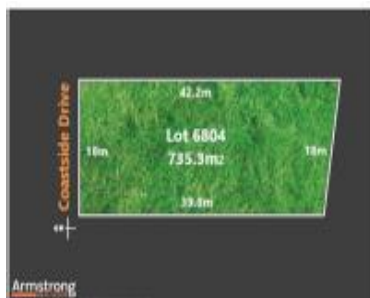 Coastside Drive
42.2m
Lot 6804
18m
735.3m2
18m
39.8m
Armstrong